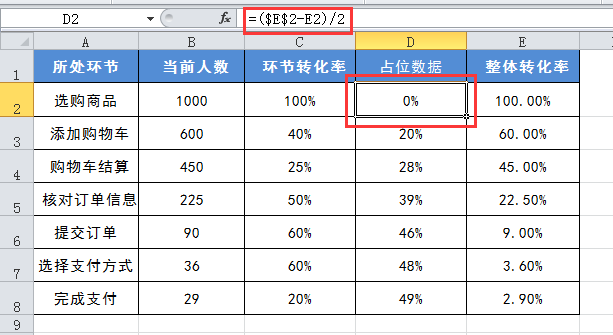 D2 fx =($E$2-E2)/2
A B C D E
1 所处环节 当前人数 环节转化率 占位数据 整体转化率
2 选购商品 1000 100% 0% 100.00%
3 添加购物车 600 40% 20% 60.00%
4 购物车结算 450 25% 28% 45.00%
5 核对订单信息 225 50% 39% 22.50%
6 提交订单 90 60% 46% 9.00%
7 选择支付方式 36 60% 48% 3.60%
8 完成支付 29 20% 49% 2.90%
9